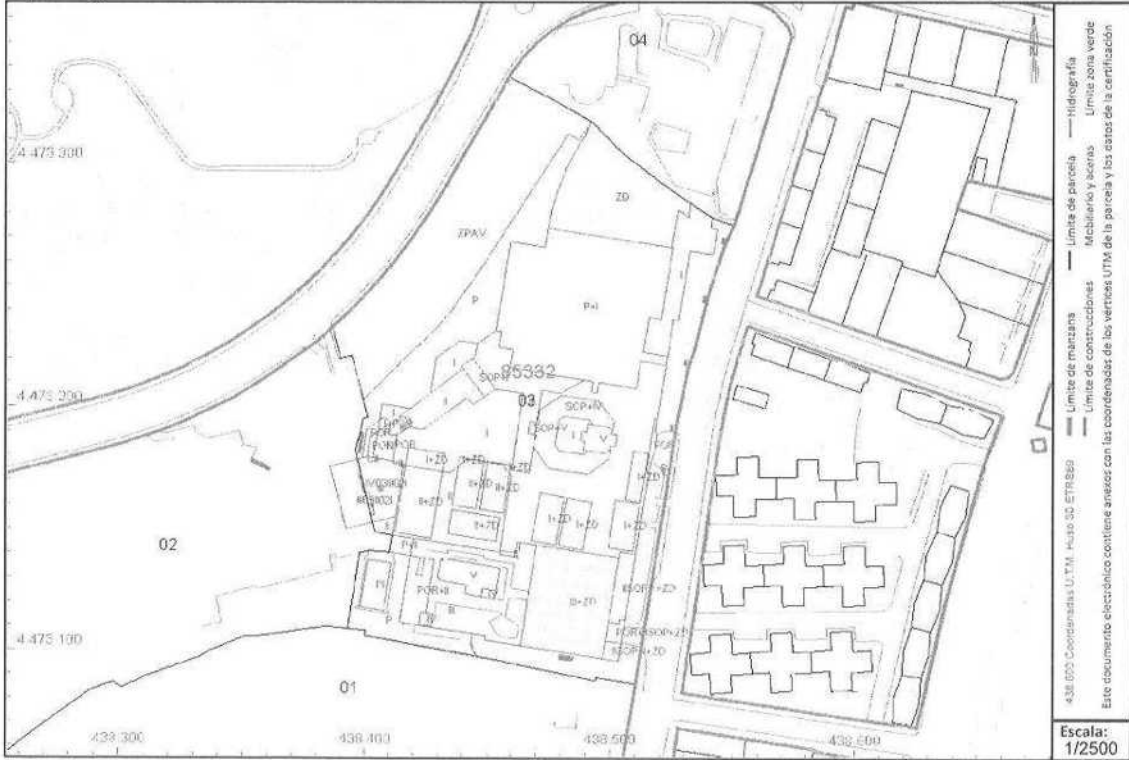 04
4.473.300
ZD
ZPAV
P
P+I
I
I
85332
4.473.200
03
SOP+IV
SOP+V
I
V
I
I
I
POR
POR
I+ZD
I+ZD
I+ZD
II+ZD
II+ZD
II+ZD
II+ZD
I+ZD
I+ZD
I+ZD
I+ZD
02
POR+II
V
III+ZD
P
4.473.100
01
438.300
438.400
438.500
438.600
438.600 Coordenadas U.T.M. Huso 30 ETRS89
Límite de manzana
Límite de parcela
Hidrografía
Límite de construcciones
Mobiliario y aceras
Límite zona verde
Este documento electrónico contiene anexos con las coordenadas de los vértices UTM de la parcela y los datos de la certificación
Escala:
1/2500